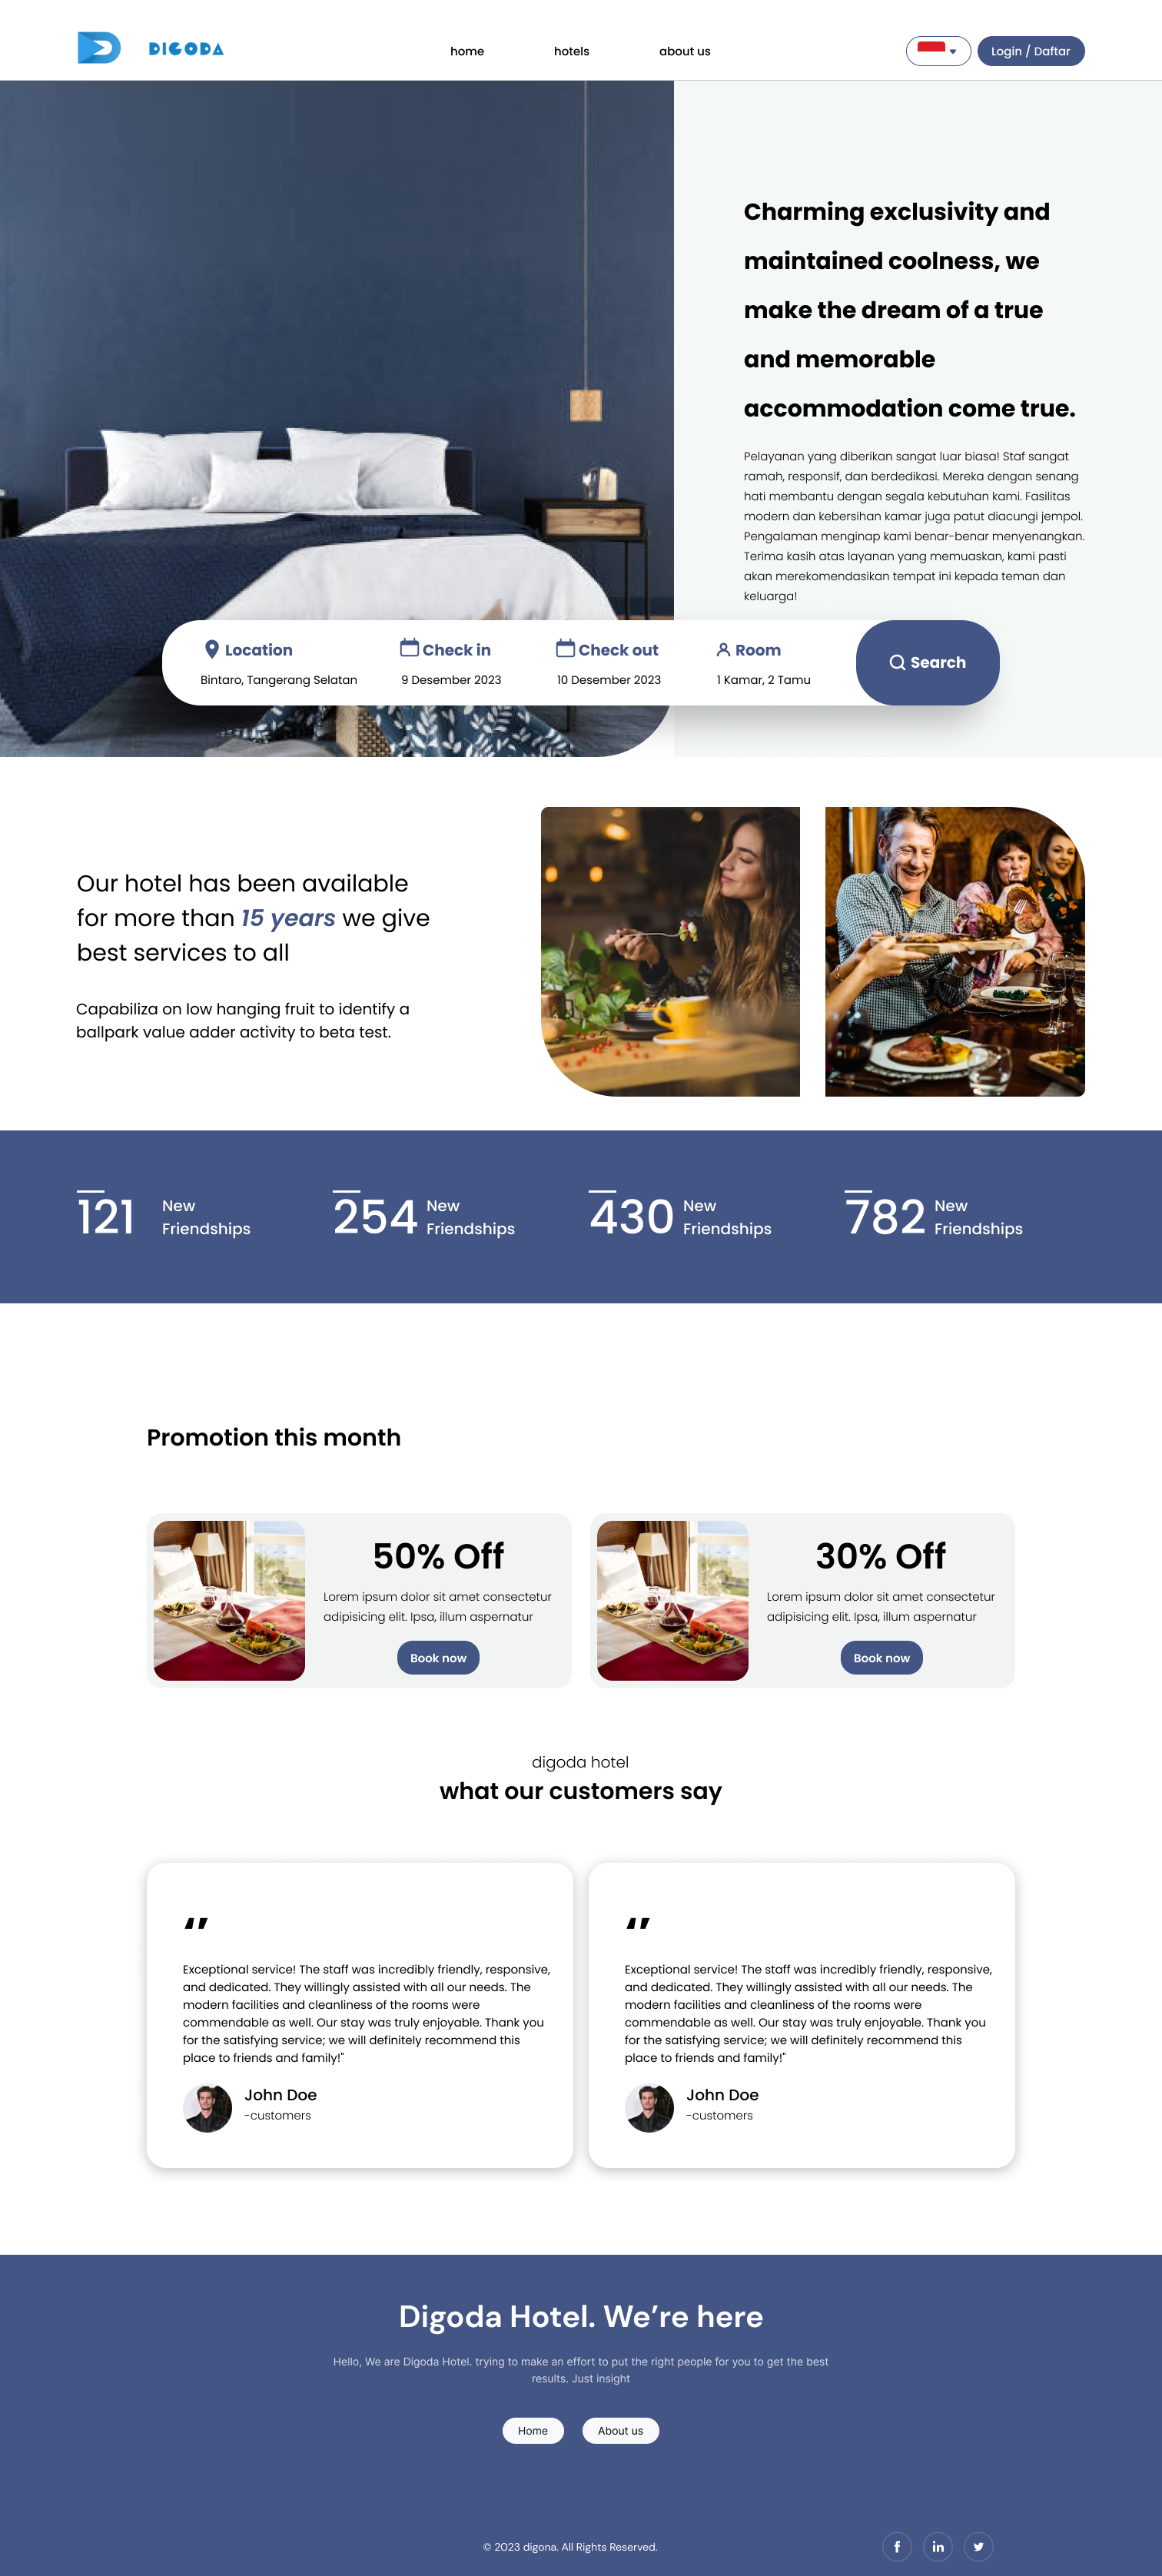 DIGODA
home
hotels
about us
Login / Daftar
Charming exclusivity and
maintained coolness, we
make the dream of a true
and memorable
accommodation come true.
Pelayanan yang diberikan sangat luar biasa! Staf sangat
ramah, responsif, dan berdedikasi. Mereka dengan senang
hati membantu dengan segala kebutuhan kami. Fasilitas
modern dan kebersihan kamar juga patut diacungi jempol.
Pengalaman menginap kami benar-benar menyenangkan.
Terima kasih atas layanan yang memuaskan, kami pasti
akan merekomendasikan tempat ini kepada teman dan
keluarga!
Location
Bintaro, Tangerang Selatan
Check in
9 Desember 2023
Check out
10 Desember 2023
Room
1 Kamar, 2 Tamu
Search
Our hotel has been available
for more than 15 years we give
best services to all
Capabiliza on low hanging fruit to identify a
ballpark value adder activity to beta test.
121
New
Friendships
254
New
Friendships
430
New
Friendships
782
New
Friendships
Promotion this month
50% Off
Lorem ipsum dolor sit amet consectetur
adipisicing elit. Ipsa, illum aspernatur
Book now
30% Off
Lorem ipsum dolor sit amet consectetur
adipisicing elit. Ipsa, illum aspernatur
Book now
digoda hotel
what our customers say
Exceptional service! The staff was incredibly friendly, responsive,
and dedicated. They willingly assisted with all our needs. The
modern facilities and cleanliness of the rooms were
commendable as well. Our stay was truly enjoyable. Thank you
for the satisfying service; we will definitely recommend this
place to friends and family!"
John Doe
-customers
Exceptional service! The staff was incredibly friendly, responsive,
and dedicated. They willingly assisted with all our needs. The
modern facilities and cleanliness of the rooms were
commendable as well. Our stay was truly enjoyable. Thank you
for the satisfying service; we will definitely recommend this
place to friends and family!"
John Doe
-customers
Digoda Hotel. We’re here
Hello, We are Digoda Hotel. trying to make an effort to put the right people for you to get the best
results. Just insight
Home
About us
© 2023 digona. All Rights Reserved.